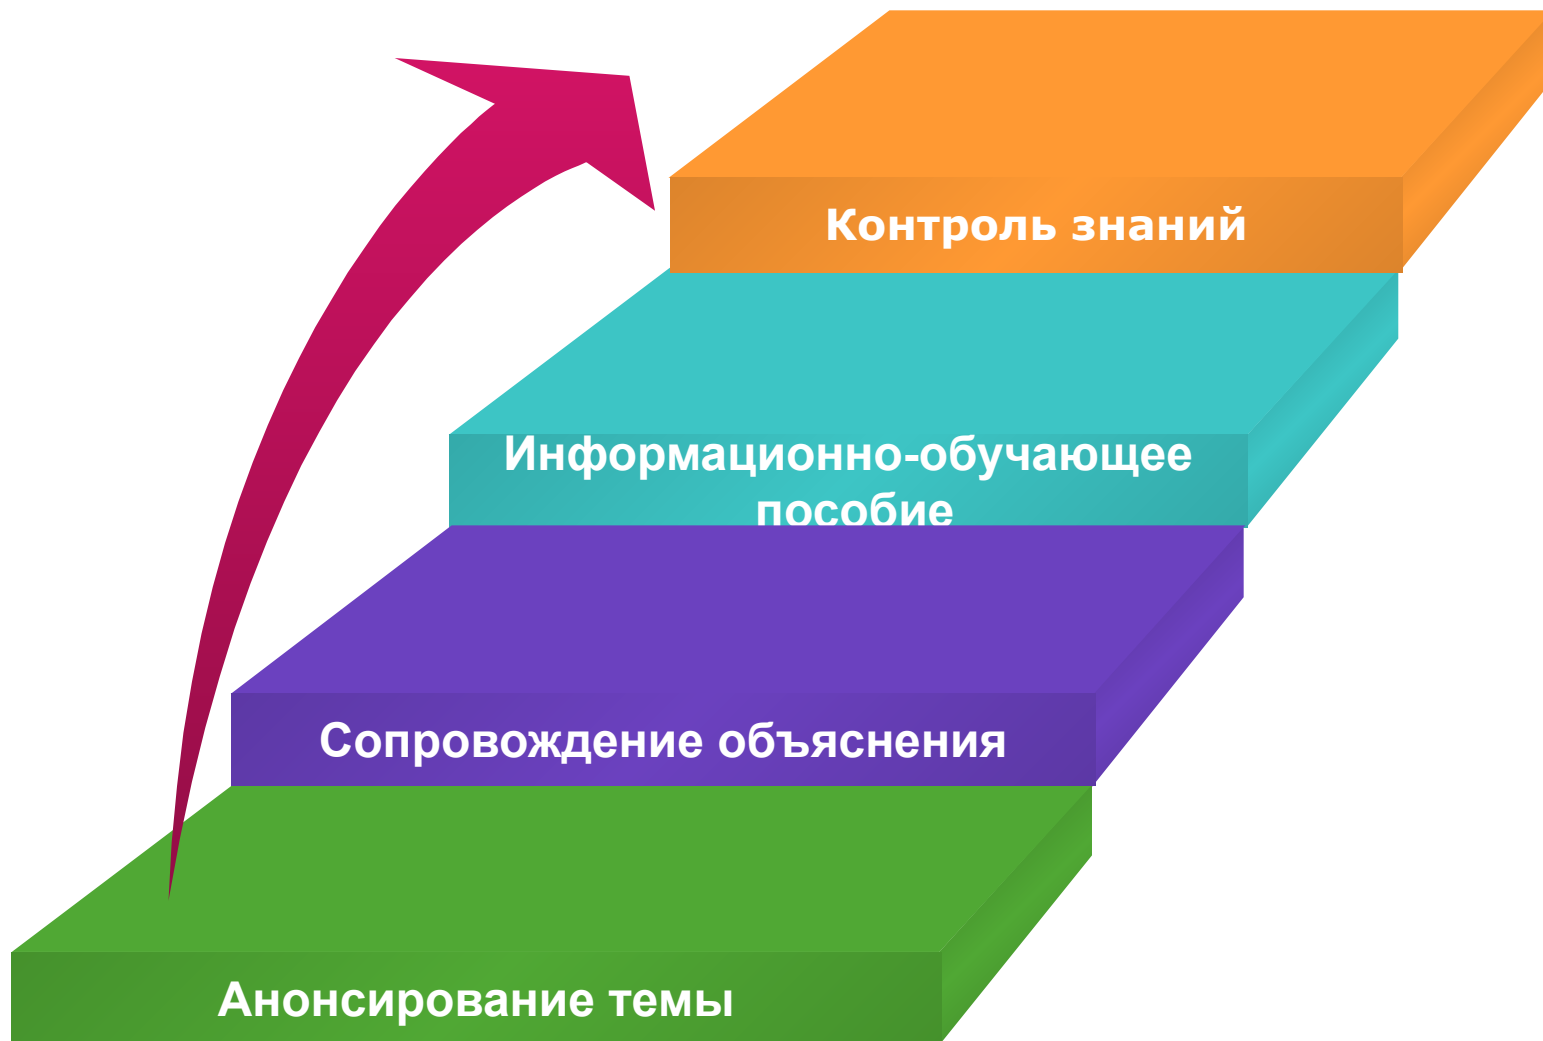 Контроль знаний
Информационно-обучающее
пособие
Сопровождение объяснения
Анонсирование темы